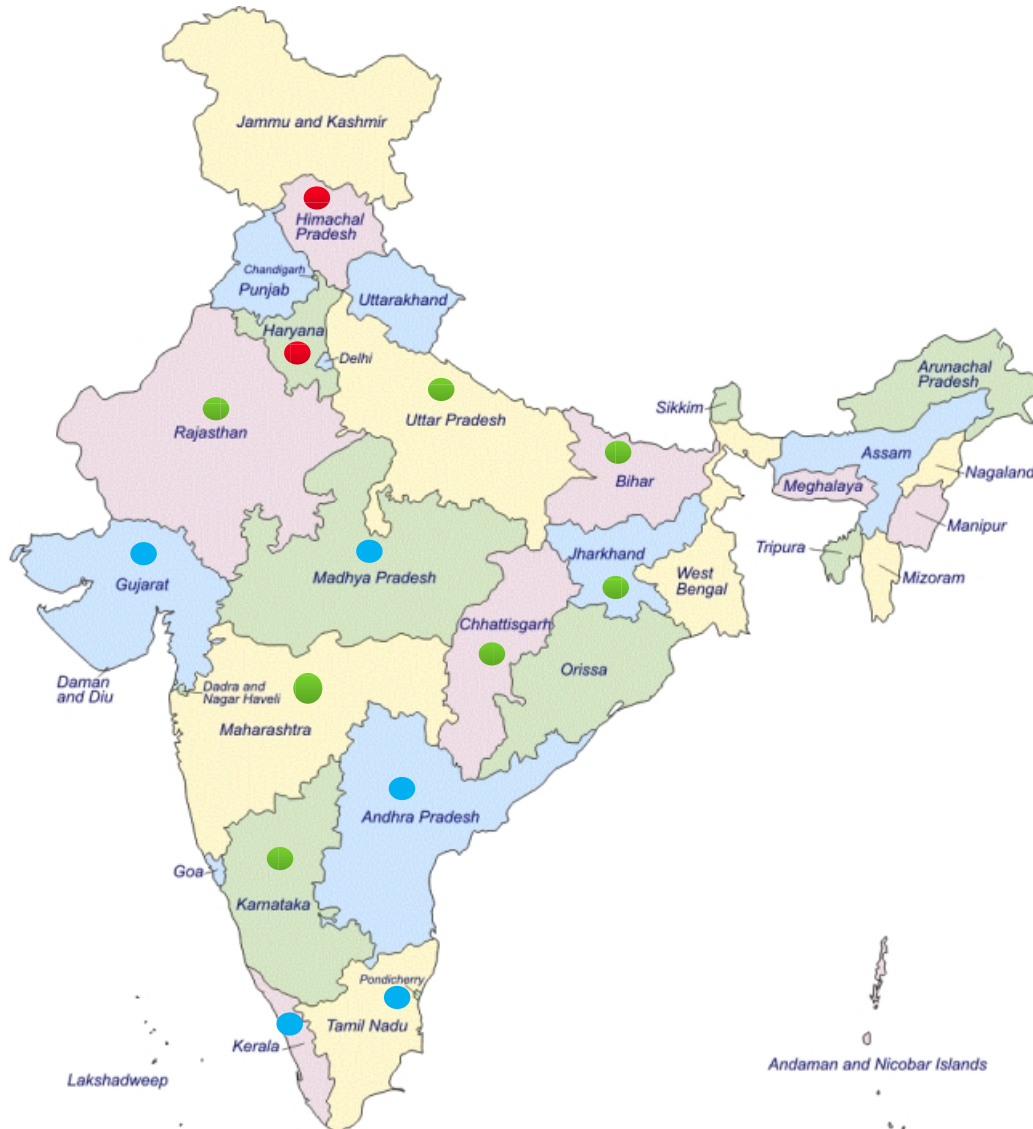 Jammu and Kashmir
Himachal
Pradesh
Chandigarh
Punjab
Uttarakhand
Haryana
Delhi
Arunachal
Pradesh
Sikkim
Uttar Pradesh
Rajasthan
Assam
Nagaland
Bihar
Meghalaya
Manipur
Tripura
Jharkhand
Mizoram
Gujarat
Madhya Pradesh
West
Bengal
Chhattisgarh
Orissa
Daman
and Diu
Dadra and
Nagar Haveli
Maharashtra
Andhra Pradesh
Goa
Karnataka
Pondicherry
Tamil Nadu
Kerala
Lakshadweep
Andaman and Nicobar Islands